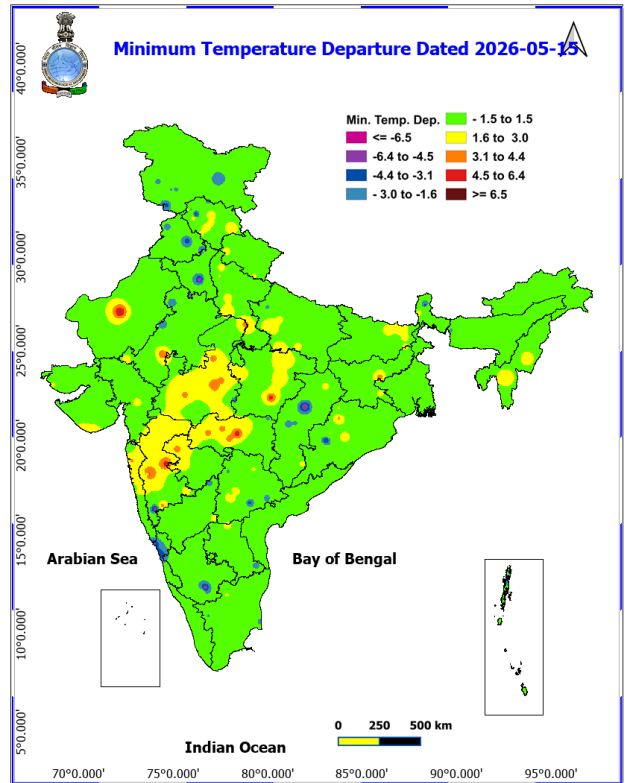 Minimum Temperature Departure Dated 2026-05-15
Min. Temp. Dep.
<= -6.5
-6.4 to -4.5
-4.4 to -3.1
- 3.0 to -1.6
- 1.5 to 1.5
1.6 to 3.0
3.1 to 4.4
4.5 to 6.4
>= 6.5
40°0.000'
35°0.000'
30°0.000'
25°0.000'
20°0.000'
15°0.000'
10°0.000'
5°0.000'
Arabian Sea
Bay of Bengal
Indian Ocean
0 250 500 km
70°0.000' 75°0.000' 80°0.000' 85°0.000' 90°0.000' 95°0.000'